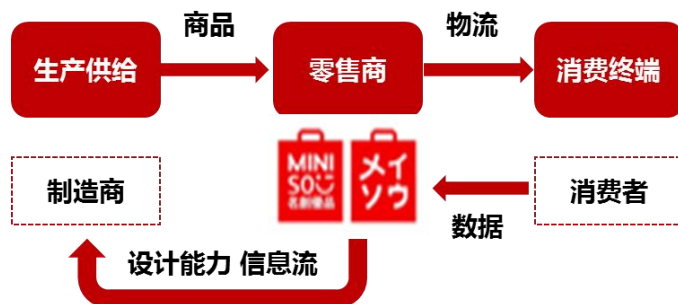 商品
物流
生产供给
零售商
消费终端
MINI
SO
名創優品
メイ
ソウ
制造商
消费者
数据
设计能力 信息流